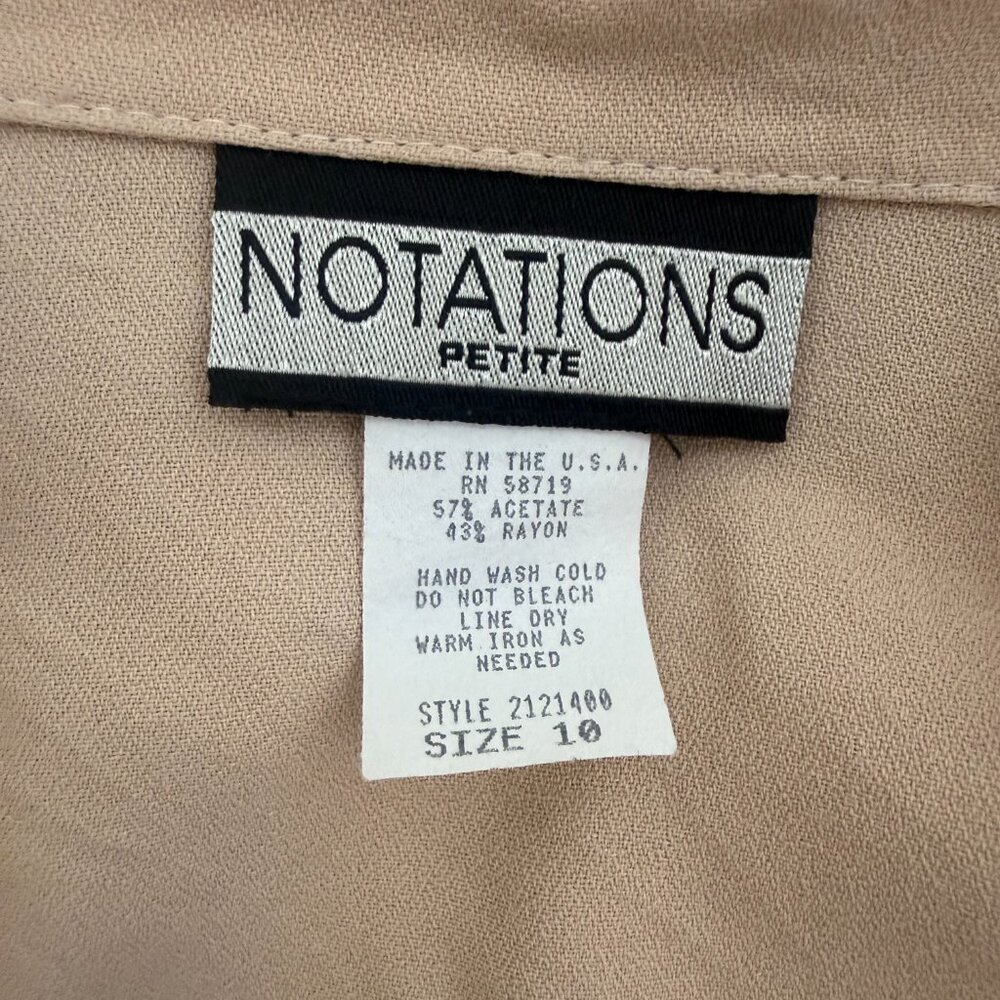 NOTATIONS
PETITE
MADE IN THE U.S.A.
RN 58719
57% ACETATE
43% RAYON
HAND WASH COLD
DO NOT BLEACH
LINE DRY
WARM IRON AS
NEEDED
STYLE 2121400
SIZE 10